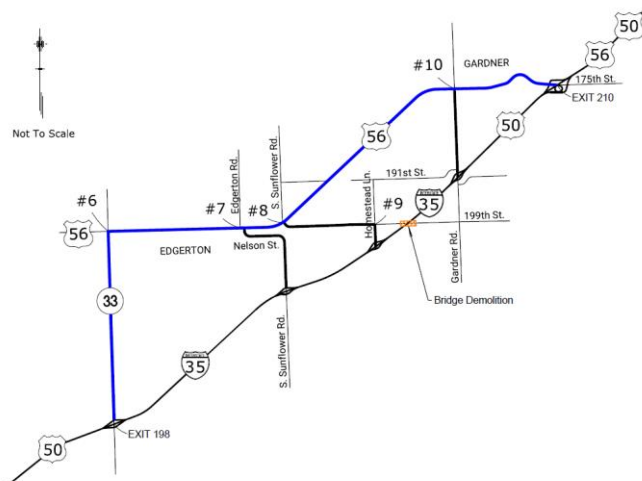 50
56
#10
GARDNER
175th St.
EXIT 210
Not To Scale
56
50
191st St.
Edgerton Rd.
S. Sunflower Rd.
Homestead Ln.
#6
#7
#8
#9
INTERSTATE
35
199th St.
56
EDGERTON
Nelson St.
Gardner Rd.
Bridge Demolition
33
S. Sunflower Rd.
INTERSTATE
35
EXIT 198
50